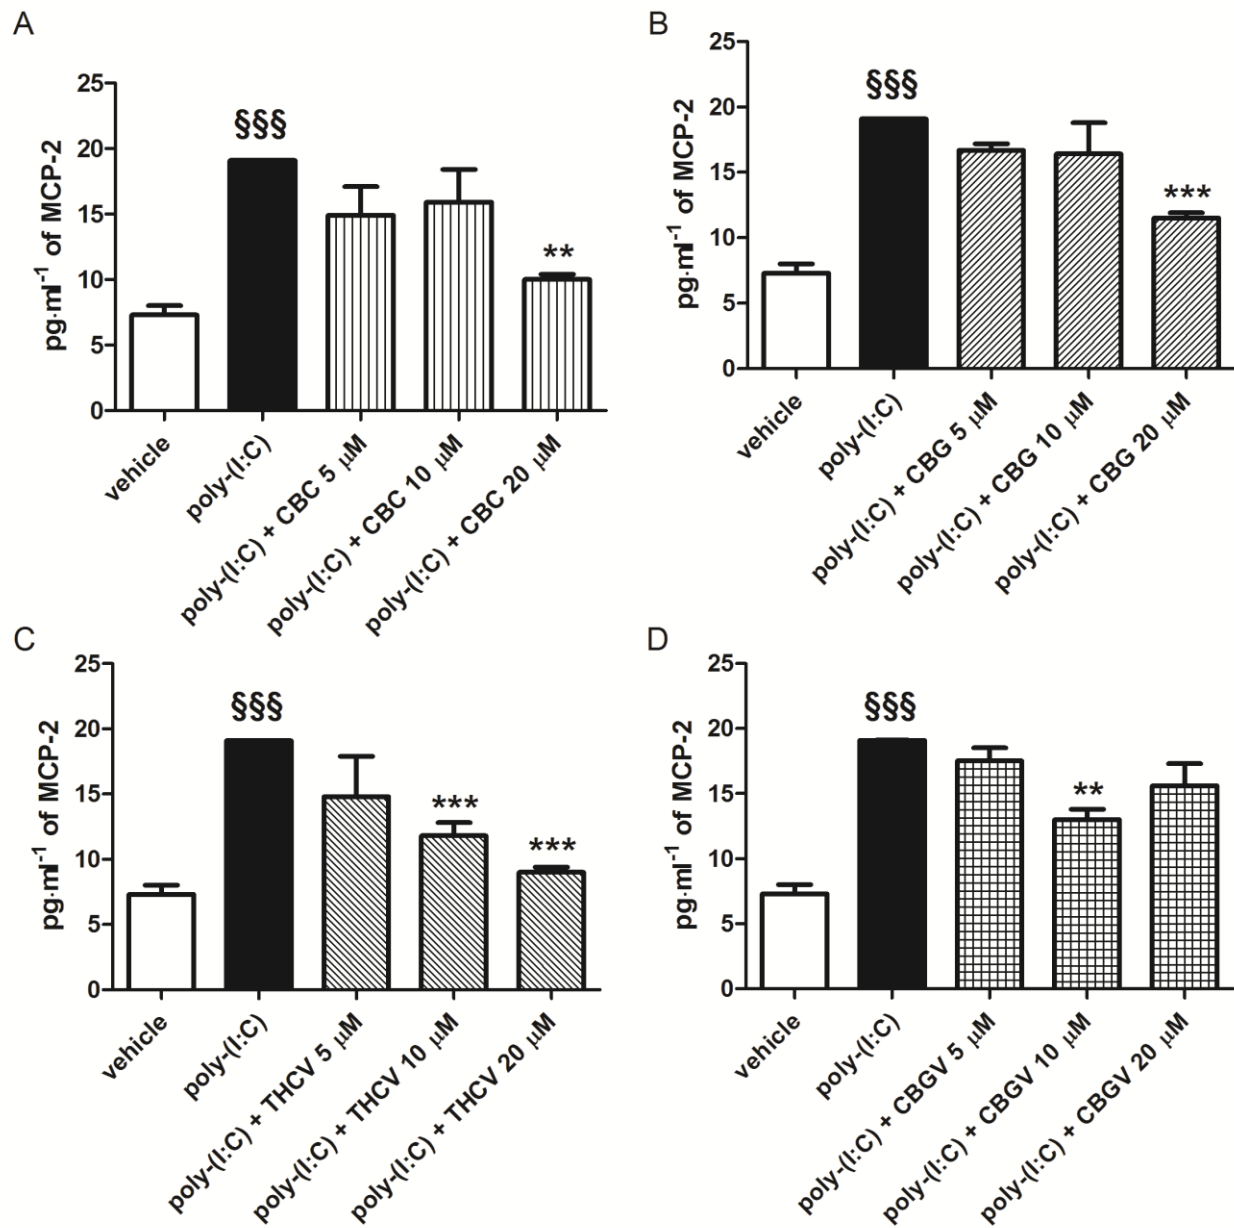 A
pg·ml⁻¹ of MCP-2
25
20
15
10
5
0
§§§
**
vehicle
poly-(I:C)
poly-(I:C) + CBC 5 µM
poly-(I:C) + CBC 10 µM
poly-(I:C) + CBC 20 µM
B
pg·ml⁻¹ of MCP-2
25
20
15
10
5
0
§§§
***
vehicle
poly-(I:C)
poly-(I:C) + CBG 5 µM
poly-(I:C) + CBG 10 µM
poly-(I:C) + CBG 20 µM
C
pg·ml⁻¹ of MCP-2
25
20
15
10
5
0
§§§
***
***
vehicle
poly-(I:C)
poly-(I:C) + THCV 5 µM
poly-(I:C) + THCV 10 µM
poly-(I:C) + THCV 20 µM
D
pg·ml⁻¹ of MCP-2
25
20
15
10
5
0
§§§
**
vehicle
poly-(I:C)
poly-(I:C) + CBGV 5 µM
poly-(I:C) + CBGV 10 µM
poly-(I:C) + CBGV 20 µM